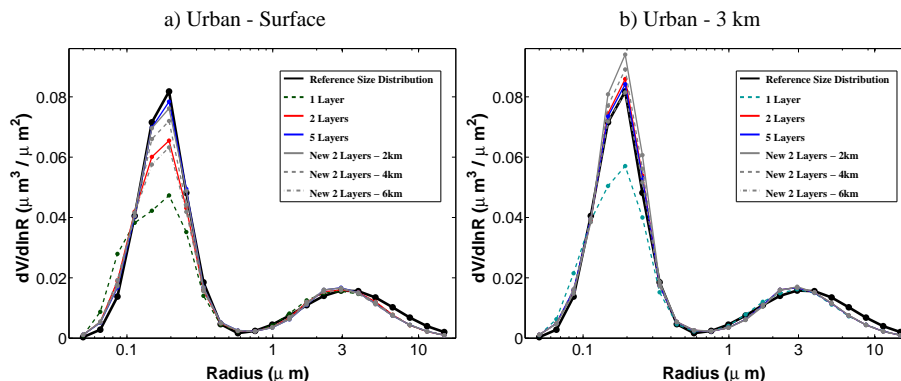 a) Urban - Surface
dV/dlnR (μ m³ / μ m²)
0.08
0.06
0.04
0.02
0
0.1
1
3
10
Radius (μ m)
Reference Size Distribution
1 Layer
2 Layers
5 Layers
New 2 Layers – 2km
New 2 Layers – 4km
New 2 Layers – 6km
b) Urban - 3 km
dV/dlnR (μ m³ / μ m²)
0.08
0.06
0.04
0.02
0
0.1
1
3
10
Radius (μ m)
Reference Size Distribution
1 Layer
2 Layers
5 Layers
New 2 Layers – 2km
New 2 Layers – 4km
New 2 Layers – 6km